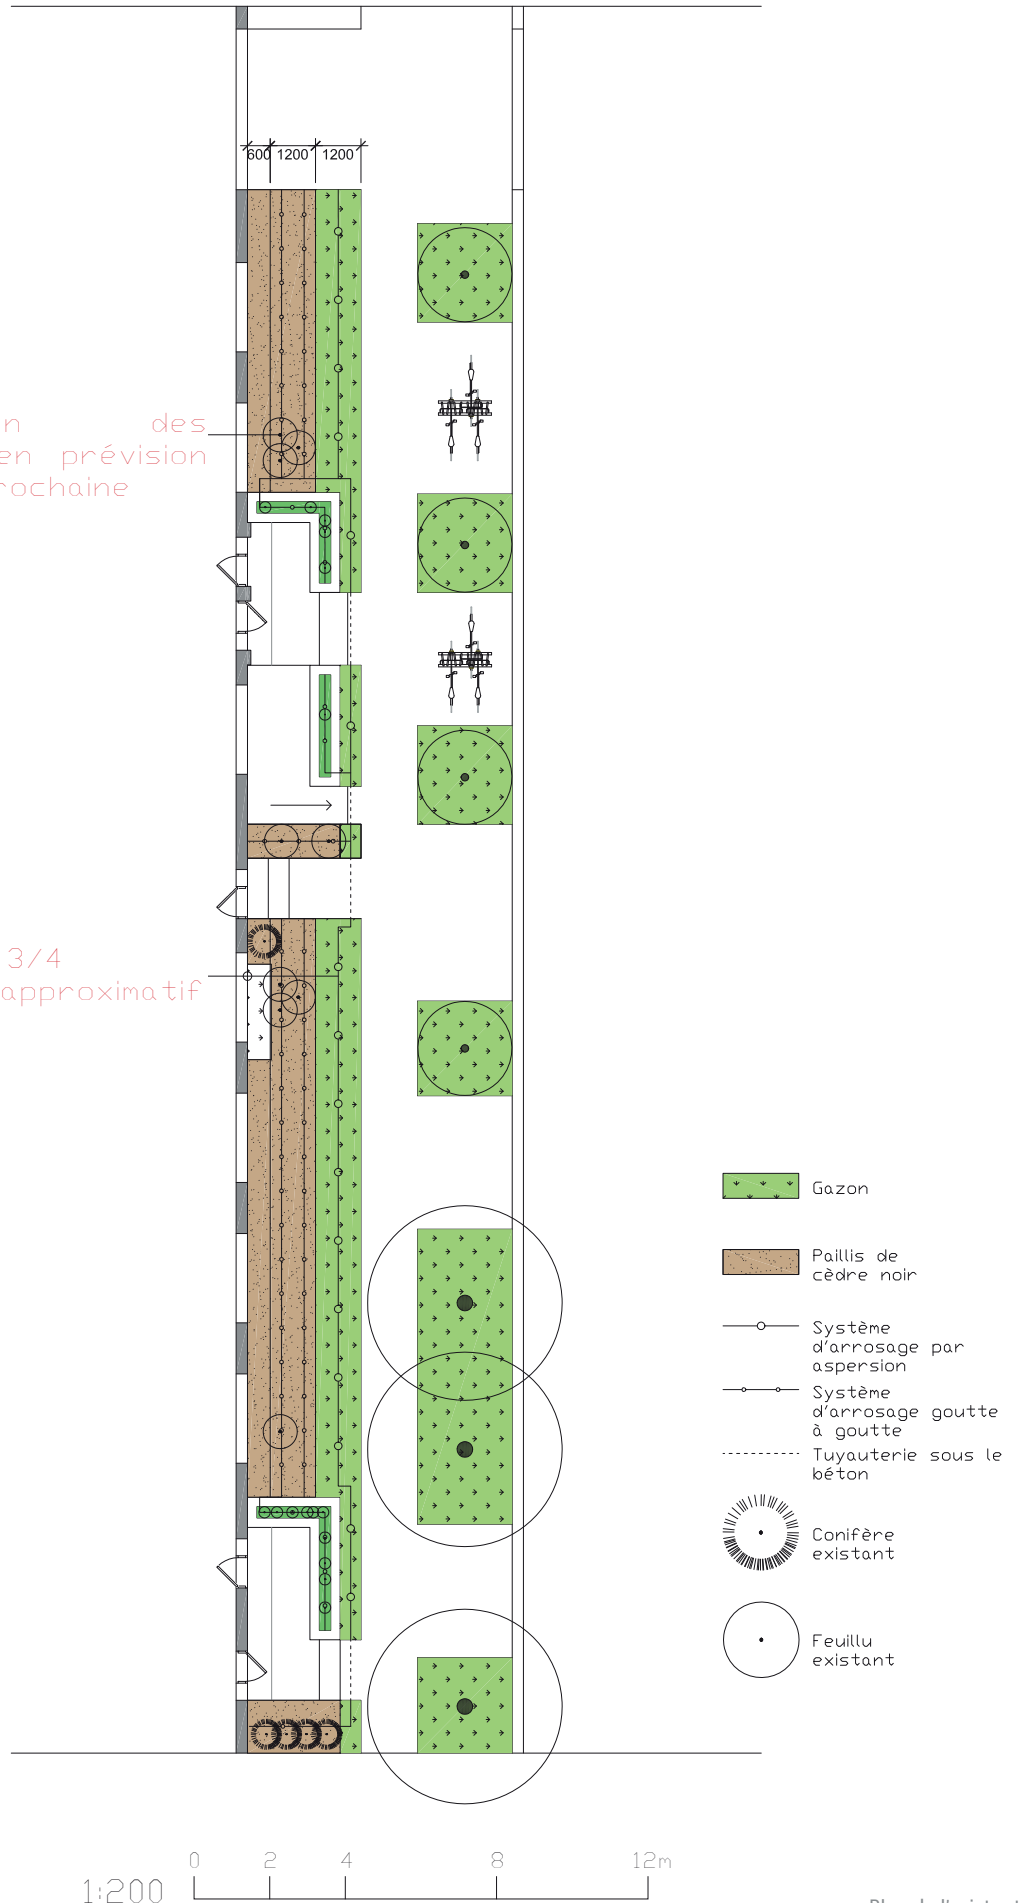 600 1200 1200
des
en prévision
rochaine
3/4
approximatif
Gazon
Paillis de
cèdre noir
Système
d'arrosage par
aspersion
Système
d'arrosage goutte
à goutte
Tuyauterie sous le
béton
Conifère
existant
Feuillu
existant
0 2 4 8 12m
1:200